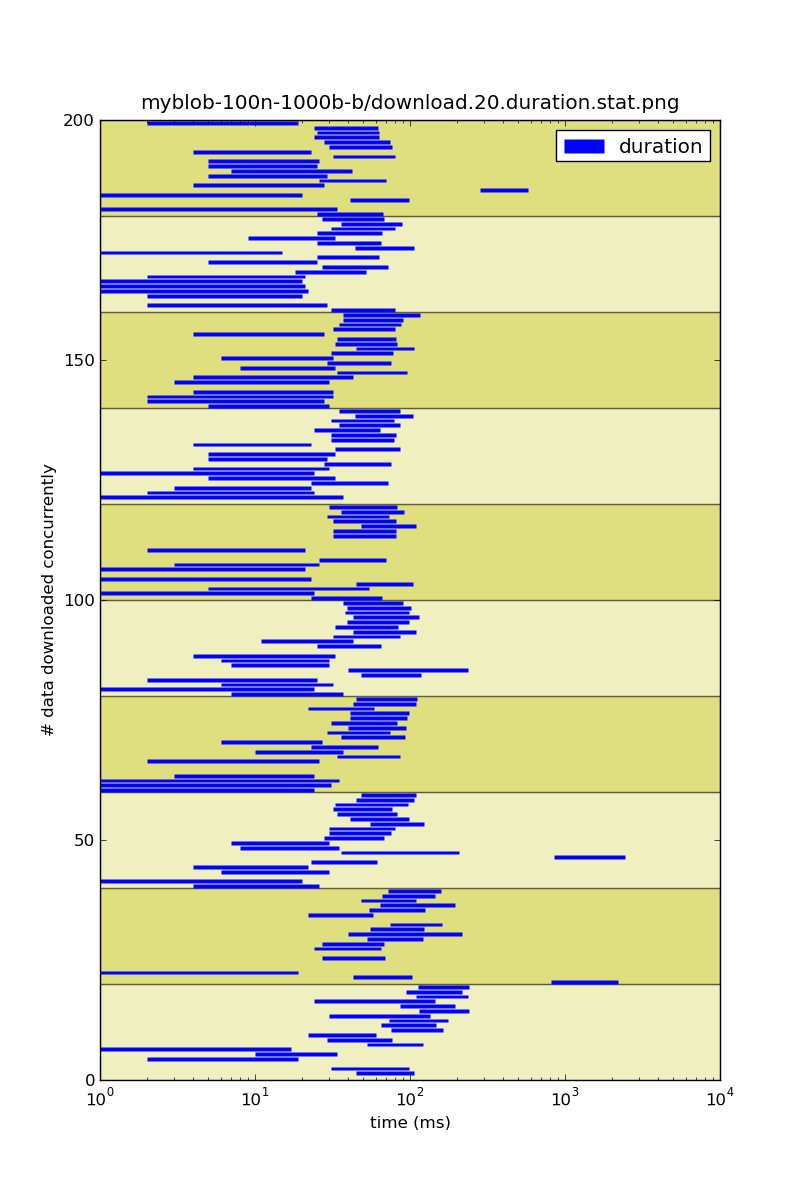 myblob-100n-1000b-b/download.20.duration.stat.png
duration
200
150
100
50
0
# data downloaded concurrently
10^0 10^1 10^2 10^3 10^4
time (ms)